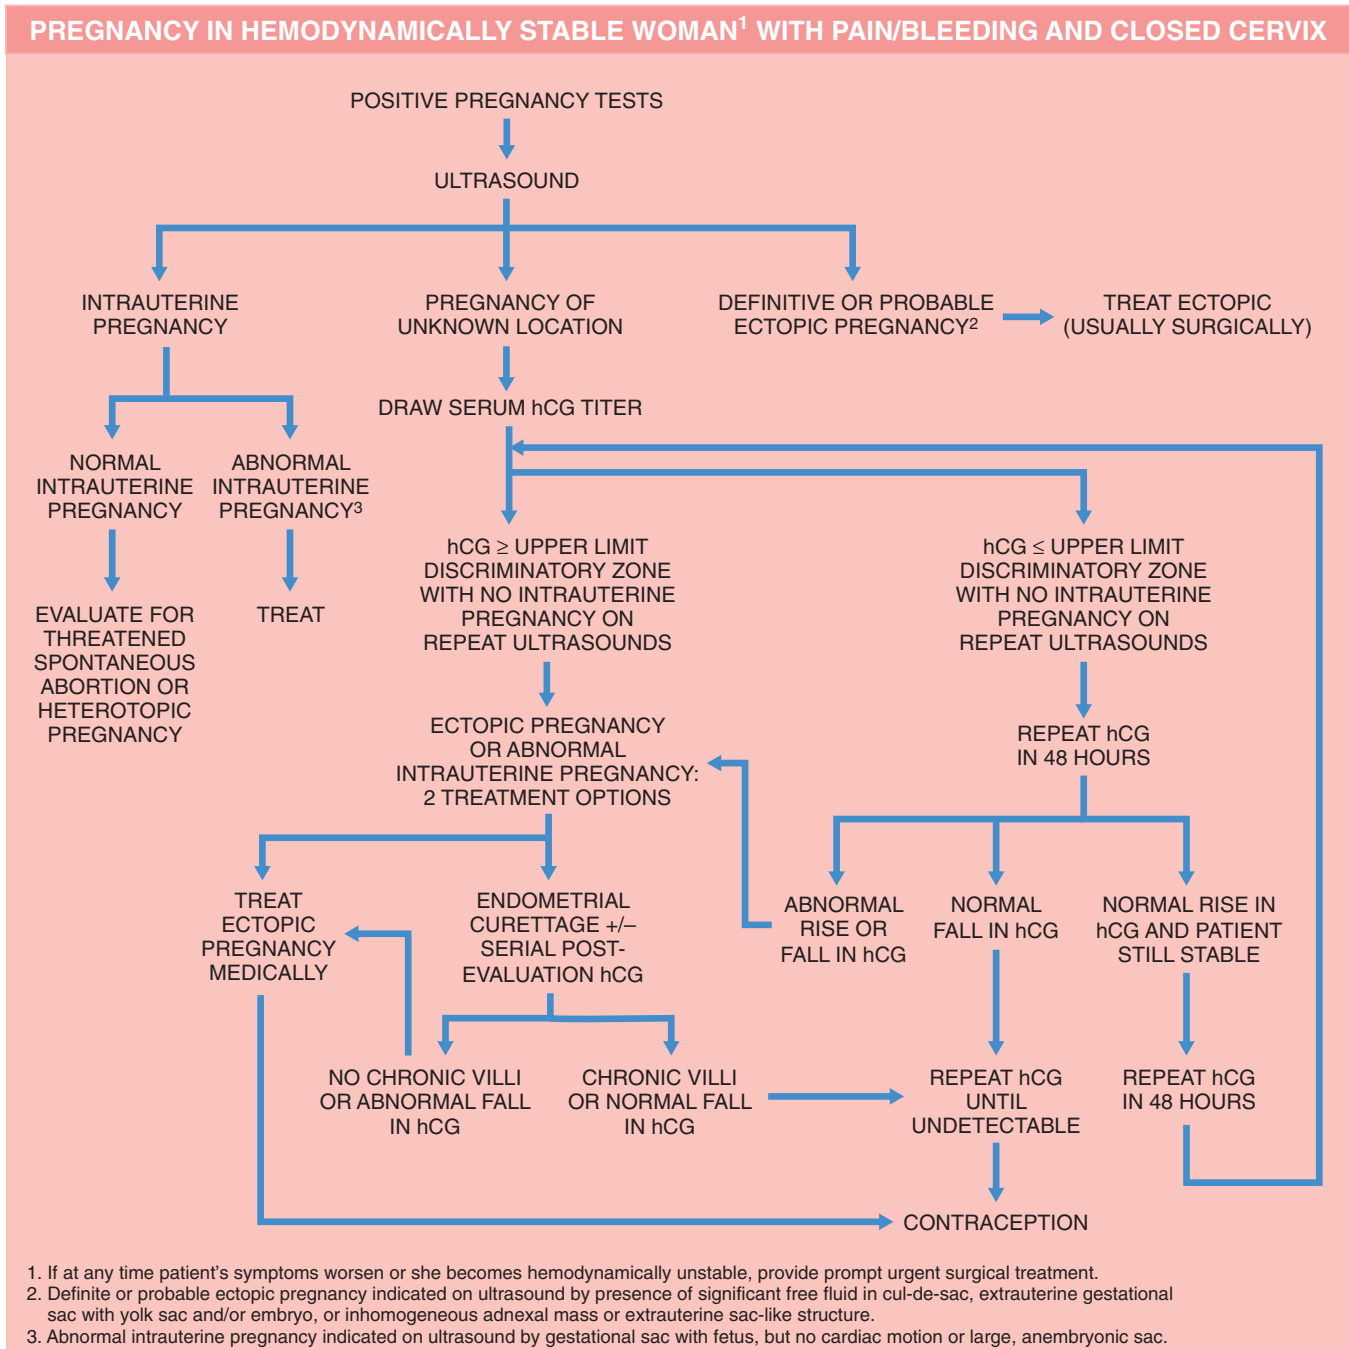 PREGNANCY IN HEMODYNAMICALLY STABLE WOMAN1 WITH PAIN/BLEEDING AND CLOSED CERVIX
POSITIVE PREGNANCY TESTS
ULTRASOUND
INTRAUTERINE
PREGNANCY
PREGNANCY OF
UNKNOWN LOCATION
DEFINITIVE OR PROBABLE
ECTOPIC PREGNANCY2
TREAT ECTOPIC
(USUALLY SURGICALLY)
DRAW SERUM hCG TITER
NORMAL
INTRAUTERINE
PREGNANCY
ABNORMAL
INTRAUTERINE
PREGNANCY3
EVALUATE FOR
THREATENED
SPONTANEOUS
ABORTION OR
HETEROTOPIC
PREGNANCY
TREAT
hCG ≥ UPPER LIMIT
DISCRIMINATORY ZONE
WITH NO INTRAUTERINE
PREGNANCY ON
REPEAT ULTRASOUNDS
hCG ≤ UPPER LIMIT
DISCRIMINATORY ZONE
WITH NO INTRAUTERINE
PREGNANCY ON
REPEAT ULTRASOUNDS
ECTOPIC PREGNANCY
OR ABNORMAL
INTRAUTERINE PREGNANCY:
2 TREATMENT OPTIONS
REPEAT hCG
IN 48 HOURS
TREAT
ECTOPIC
PREGNANCY
MEDICALLY
ENDOMETRIAL
CURETTAGE +/–
SERIAL POST-
EVALUATION hCG
ABNORMAL
RISE OR
FALL IN hCG
NORMAL
FALL IN hCG
NORMAL RISE IN
hCG AND PATIENT
STILL STABLE
NO CHRONIC VILLI
OR ABNORMAL FALL
IN hCG
CHRONIC VILLI
OR NORMAL FALL
IN hCG
REPEAT hCG
UNTIL
UNDETECTABLE
REPEAT hCG
IN 48 HOURS
CONTRACEPTION
1. If at any time patient's symptoms worsen or she becomes hemodynamically unstable, provide prompt urgent surgical treatment.
2. Definite or probable ectopic pregnancy indicated on ultrasound by presence of significant free fluid in cul-de-sac, extrauterine gestational
sac with yolk sac and/or embryo, or inhomogeneous adnexal mass or extrauterine sac-like structure.
3. Abnormal intrauterine pregnancy indicated on ultrasound by gestational sac with fetus, but no cardiac motion or large, anembryonic sac.